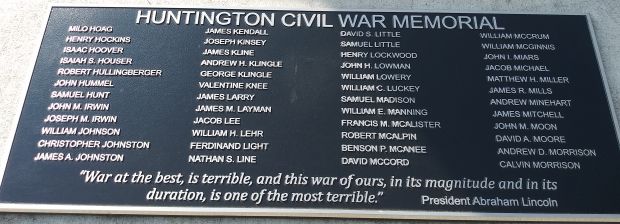 HUNTINGTON CIVIL WAR MEMORIAL
MILO HOAG
HENRY HOCKINS
ISAAC HOOVER
ISAIAH S. HOUSER
ROBERT HULLINGBERGER
JOHN HUMMEL
SAMUEL HUNT
JOHN M. IRWIN
JOSEPH M. IRWIN
WILLIAM JOHNSON
CHRISTOPHER JOHNSTON
JAMES A. JOHNSTON
JAMES KENDALL
JOSEPH KINSEY
JAMES KLINE
ANDREW H. KLINGLE
GEORGE KLINGLE
VALENTINE KNEE
JAMES LARRY
JAMES M. LAYMAN
JACOB LEE
WILLIAM H. LEHR
FERDINAND LIGHT
NATHAN S. LINE
DAVID S. LITTLE
SAMUEL LITTLE
HENRY LOCKWOOD
JOHN H. LOWMAN
WILLIAM LOWERY
WILLIAM C. LUCKEY
SAMUEL MADISON
WILLIAM E. MANNING
FRANCIS M. MCALISTER
ROBERT MCALPIN
BENSON P. MCANEE
DAVID MCCORD
WILLIAM MCCRUM
WILLIAM MCGINNIS
JOHN I. MIARS
JACOB MICHAEL
MATTHEW H. MILLER
JAMES R. MILLS
ANDREW MINEHART
JAMES MITCHELL
JOHN M. MOON
DAVID A. MOORE
ANDREW D. MORRISON
CALVIN MORRISON
"War at the best, is terrible, and this war of ours, in its magnitude and in its
duration, is one of the most terrible."
President Abraham Lincoln